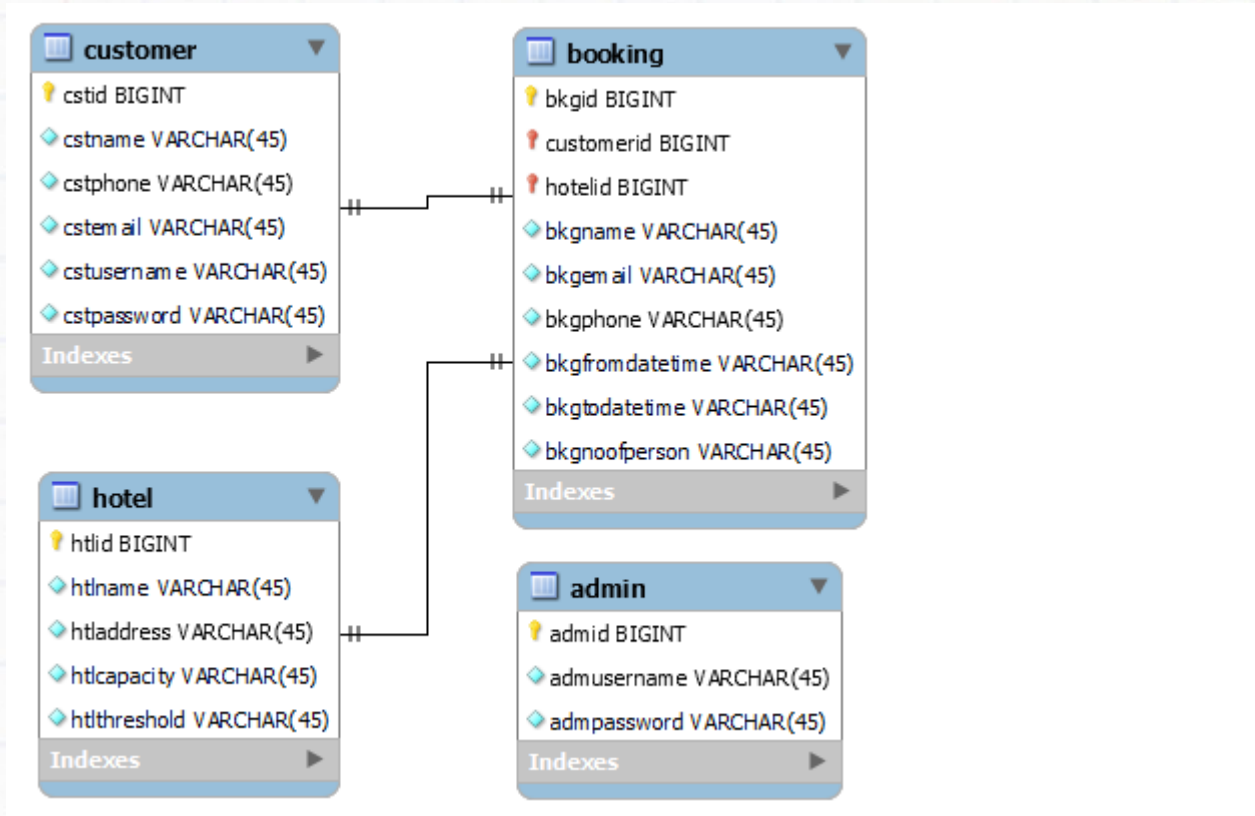 customer
cstid BIGINT
cstname VARCHAR(45)
cstphone VARCHAR(45)
cstemail VARCHAR(45)
cstusername VARCHAR(45)
cstpassword VARCHAR(45)
Indexes
booking
bkgid BIGINT
customerid BIGINT
hotelid BIGINT
bkgname VARCHAR(45)
bkgemail VARCHAR(45)
bkgphone VARCHAR(45)
bkgfromdatetime VARCHAR(45)
bkgtodatetime VARCHAR(45)
bkgnoofperson VARCHAR(45)
Indexes
hotel
htlid BIGINT
htlname VARCHAR(45)
htladdress VARCHAR(45)
htlcapacity VARCHAR(45)
htlthreshold VARCHAR(45)
Indexes
admin
admid BIGINT
admusername VARCHAR(45)
admpassword VARCHAR(45)
Indexes